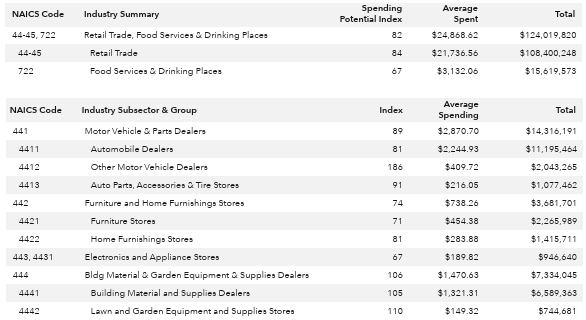 NAICS Code Industry Summary Spending Potential Index Average Spent Total
44-45, 722 Retail Trade, Food Services & Drinking Places 82 $24,868.62 $124,019,820
44-45 Retail Trade 84 $21,736.56 $108,400,248
722 Food Services & Drinking Places 67 $3,132.06 $15,619,573
NAICS Code Industry Subsector & Group Index Average Spending Total
441 Motor Vehicle & Parts Dealers 89 $2,870.70 $14,316,191
4411 Automobile Dealers 81 $2,244.93 $11,195,464
4412 Other Motor Vehicle Dealers 186 $409.72 $2,043,265
4413 Auto Parts, Accessories & Tire Stores 91 $216.05 $1,077,462
442 Furniture and Home Furnishings Stores 74 $738.26 $3,681,701
4421 Furniture Stores 71 $454.38 $2,265,989
4422 Home Furnishings Stores 81 $283.88 $1,415,711
443, 4431 Electronics and Appliance Stores 67 $189.82 $946,640
444 Bldg Material & Garden Equipment & Supplies Dealers 106 $1,470.63 $7,334,045
4441 Building Material and Supplies Dealers 105 $1,321.31 $6,589,363
4442 Lawn and Garden Equipment and Supplies Stores 110 $149.32 $744,681